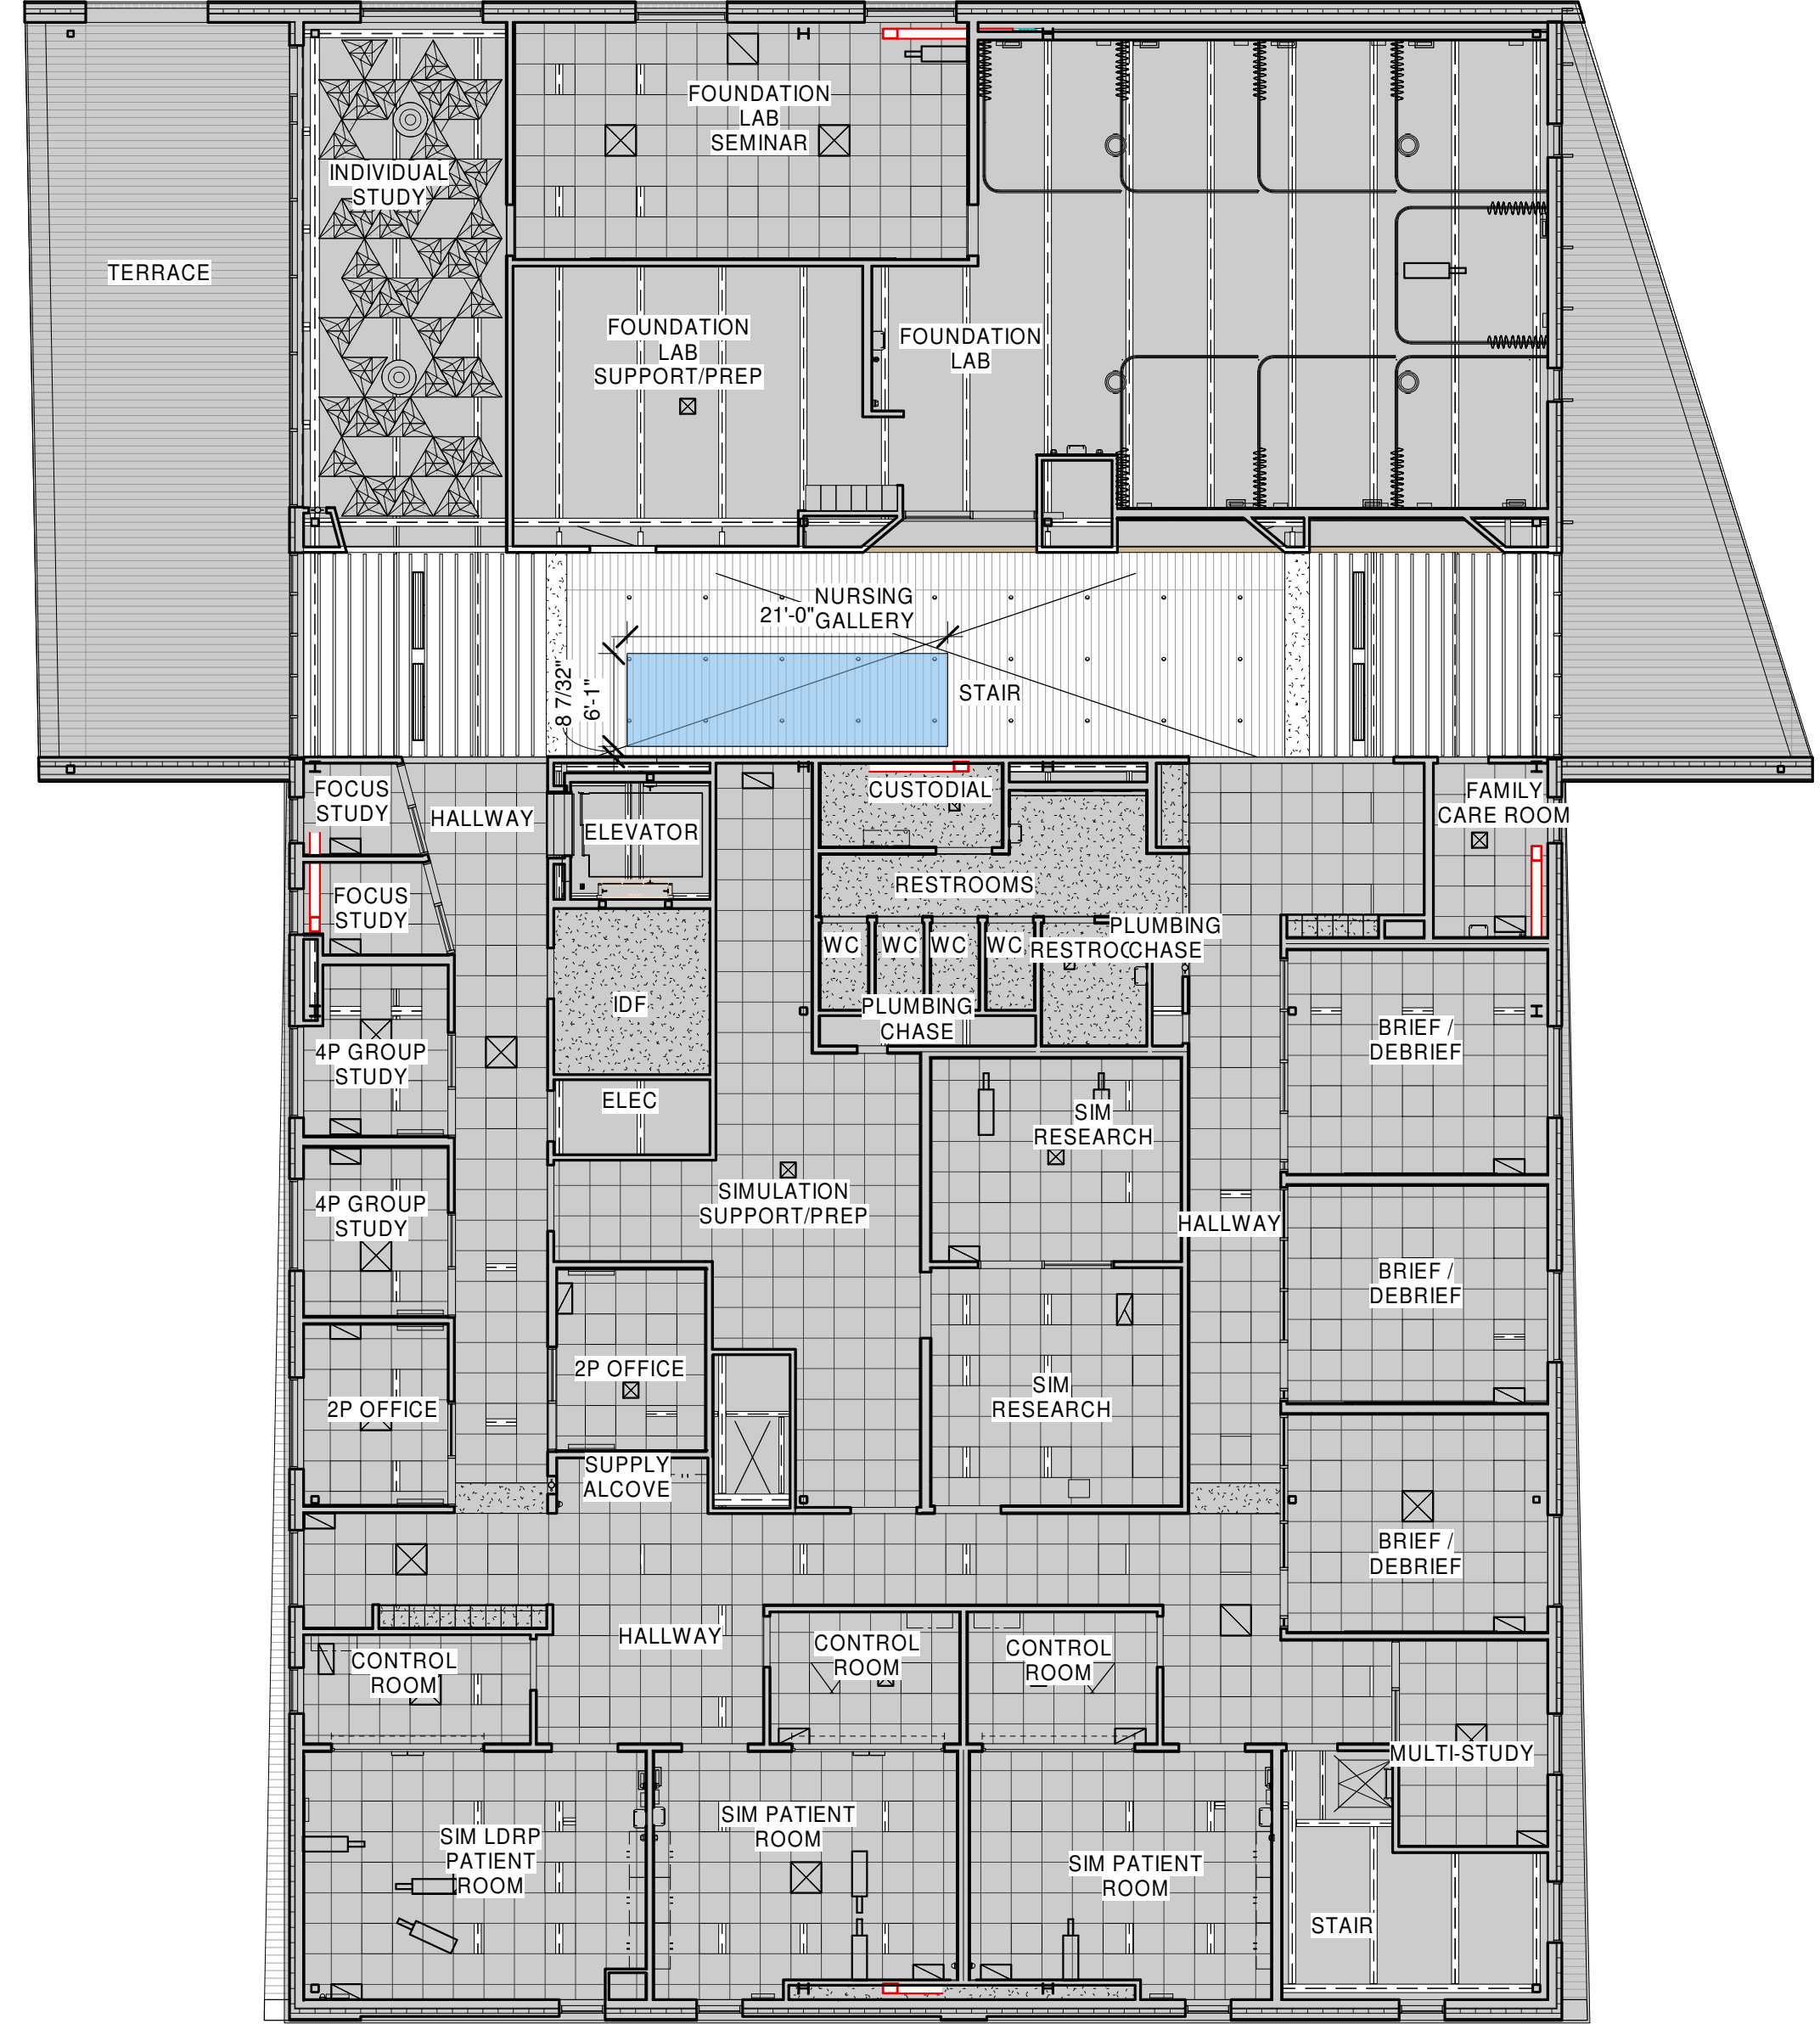 FOUNDATION
LAB
SEMINAR
INDIVIDUAL
STUDY
TERRACE
FOUNDATION
LAB
SUPPORT/PREP
FOUNDATION
LAB
NURSING
GALLERY
21'-0"
8 7/32"
6'-1"
STAIR
FOCUS
STUDY
HALLWAY
ELEVATOR
CUSTODIAL
FAMILY
CARE ROOM
FOCUS
STUDY
RESTROOMS
WC
WC
WC
WC
PLUMBING
CHASE
IDF
PLUMBING
CHASE
4P GROUP
STUDY
BRIEF /
DEBRIEF
ELEC
SIM
RESEARCH
4P GROUP
STUDY
SIMULATION
SUPPORT/PREP
HALLWAY
BRIEF /
DEBRIEF
2P OFFICE
2P OFFICE
SIM
RESEARCH
SUPPLY
ALCOVE
BRIEF /
DEBRIEF
HALLWAY
CONTROL
ROOM
CONTROL
ROOM
CONTROL
ROOM
MULTI-STUDY
SIM LDRP
PATIENT
ROOM
SIM PATIENT
ROOM
SIM PATIENT
ROOM
STAIR